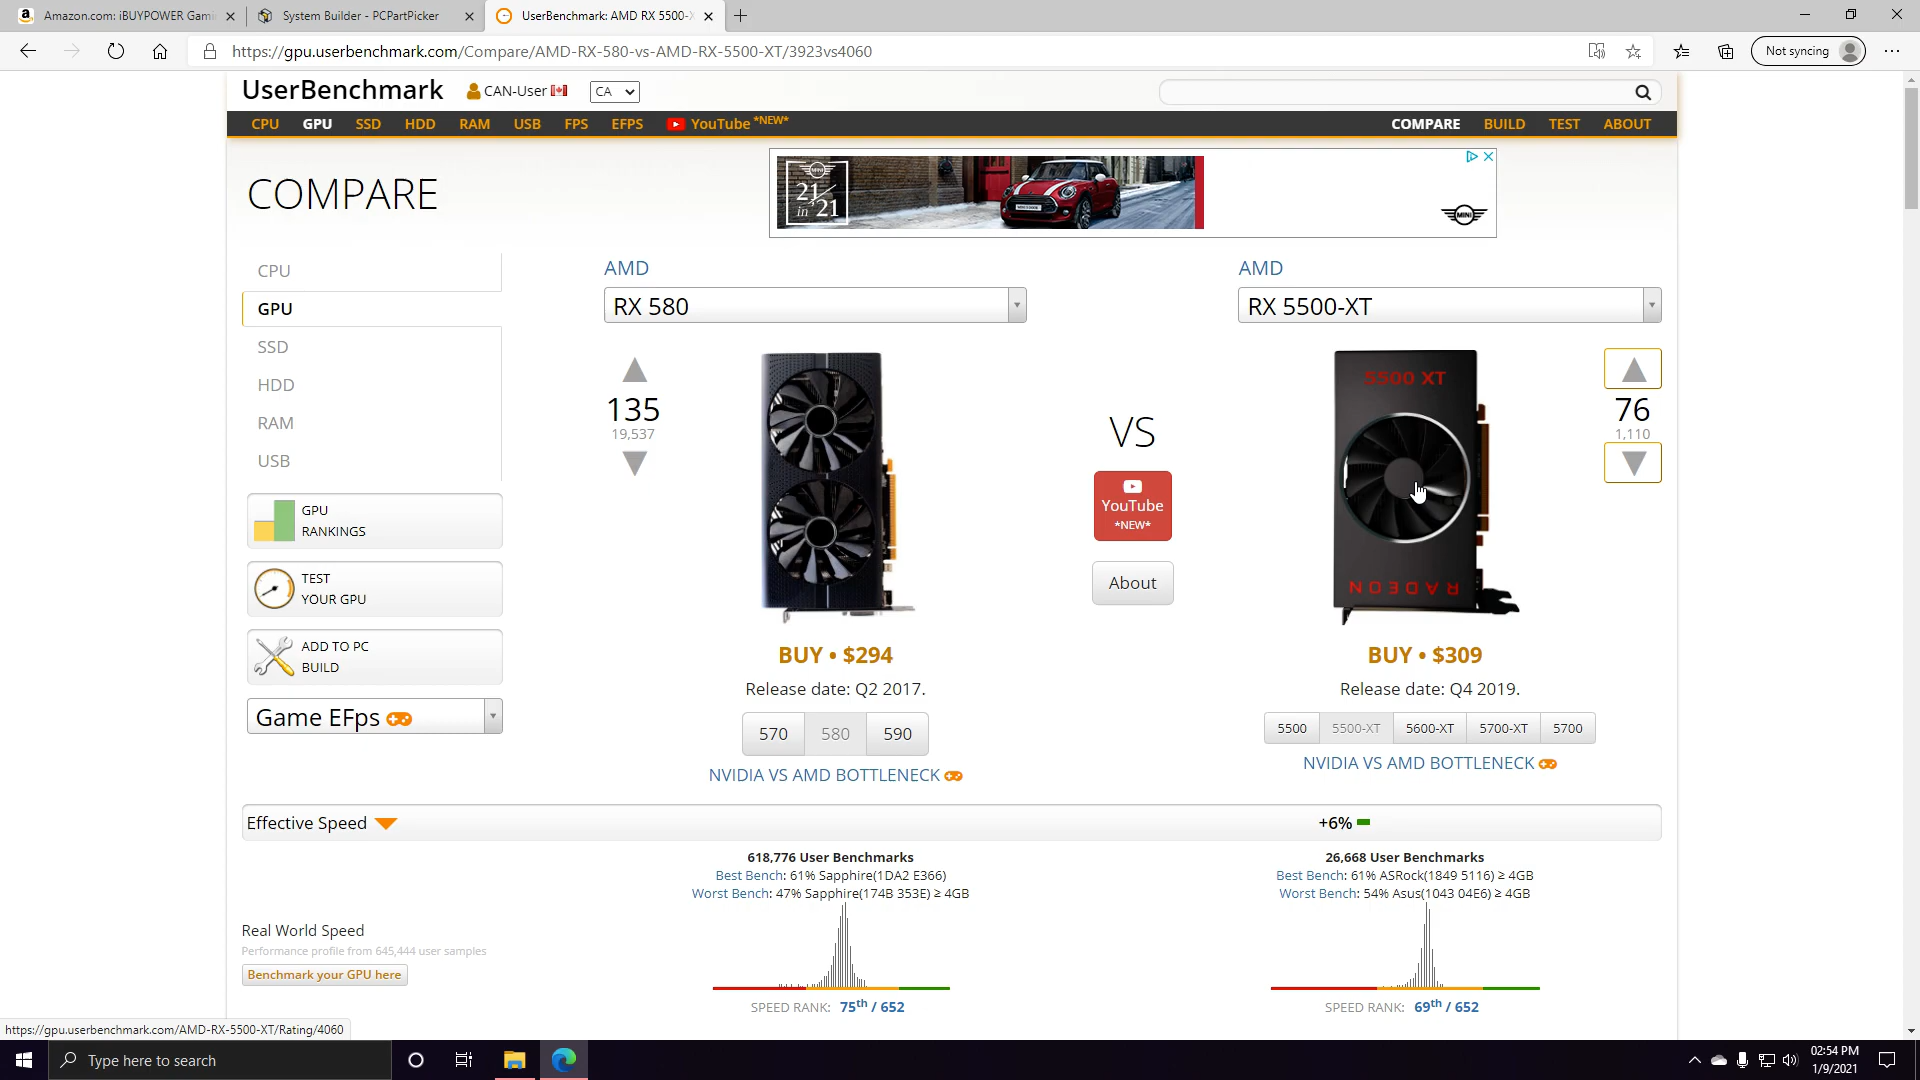 Amazon.com: iBUYPOWER Gami
System Builder - PCPartPicker
UserBenchmark: AMD RX 5500-X
https://gpu.userbenchmark.com/Compare/AMD-RX-580-vs-AMD-RX-5500-XT/3923vs4060
Not syncing
UserBenchmark
CAN-User
CA
CPU GPU SSD HDD RAM USB FPS EFPS YouTube *NEW*
COMPARE BUILD TEST ABOUT
COMPARE
21/
in '21
MINI
CPU
GPU
SSD
HDD
RAM
USB
GPU
RANKINGS
TEST
YOUR GPU
ADD TO PC
BUILD
Game EFps
AMD
RX 580
135
19,537
BUY • $294
Release date: Q2 2017.
570 580 590
NVIDIA VS AMD BOTTLENECK
VS
YouTube
*NEW*
About
AMD
RX 5500-XT
5500 XT
RADEON
76
1,110
BUY • $309
Release date: Q4 2019.
5500 5500-XT 5600-XT 5700-XT 5700
NVIDIA VS AMD BOTTLENECK
Effective Speed
+6%
Real World Speed
Performance profile from 645,444 user samples
Benchmark your GPU here
618,776 User Benchmarks
Best Bench: 61% Sapphire(1DA2 E366)
Worst Bench: 47% Sapphire(174B 353E) ≥ 4GB
SPEED RANK: 75th / 652
26,668 User Benchmarks
Best Bench: 61% ASRock(1849 5116) ≥ 4GB
Worst Bench: 54% Asus(1043 04E6) ≥ 4GB
SPEED RANK: 69th / 652
https://gpu.userbenchmark.com/AMD-RX-5500-XT/Rating/4060
Type here to search
02:54 PM
1/9/2021